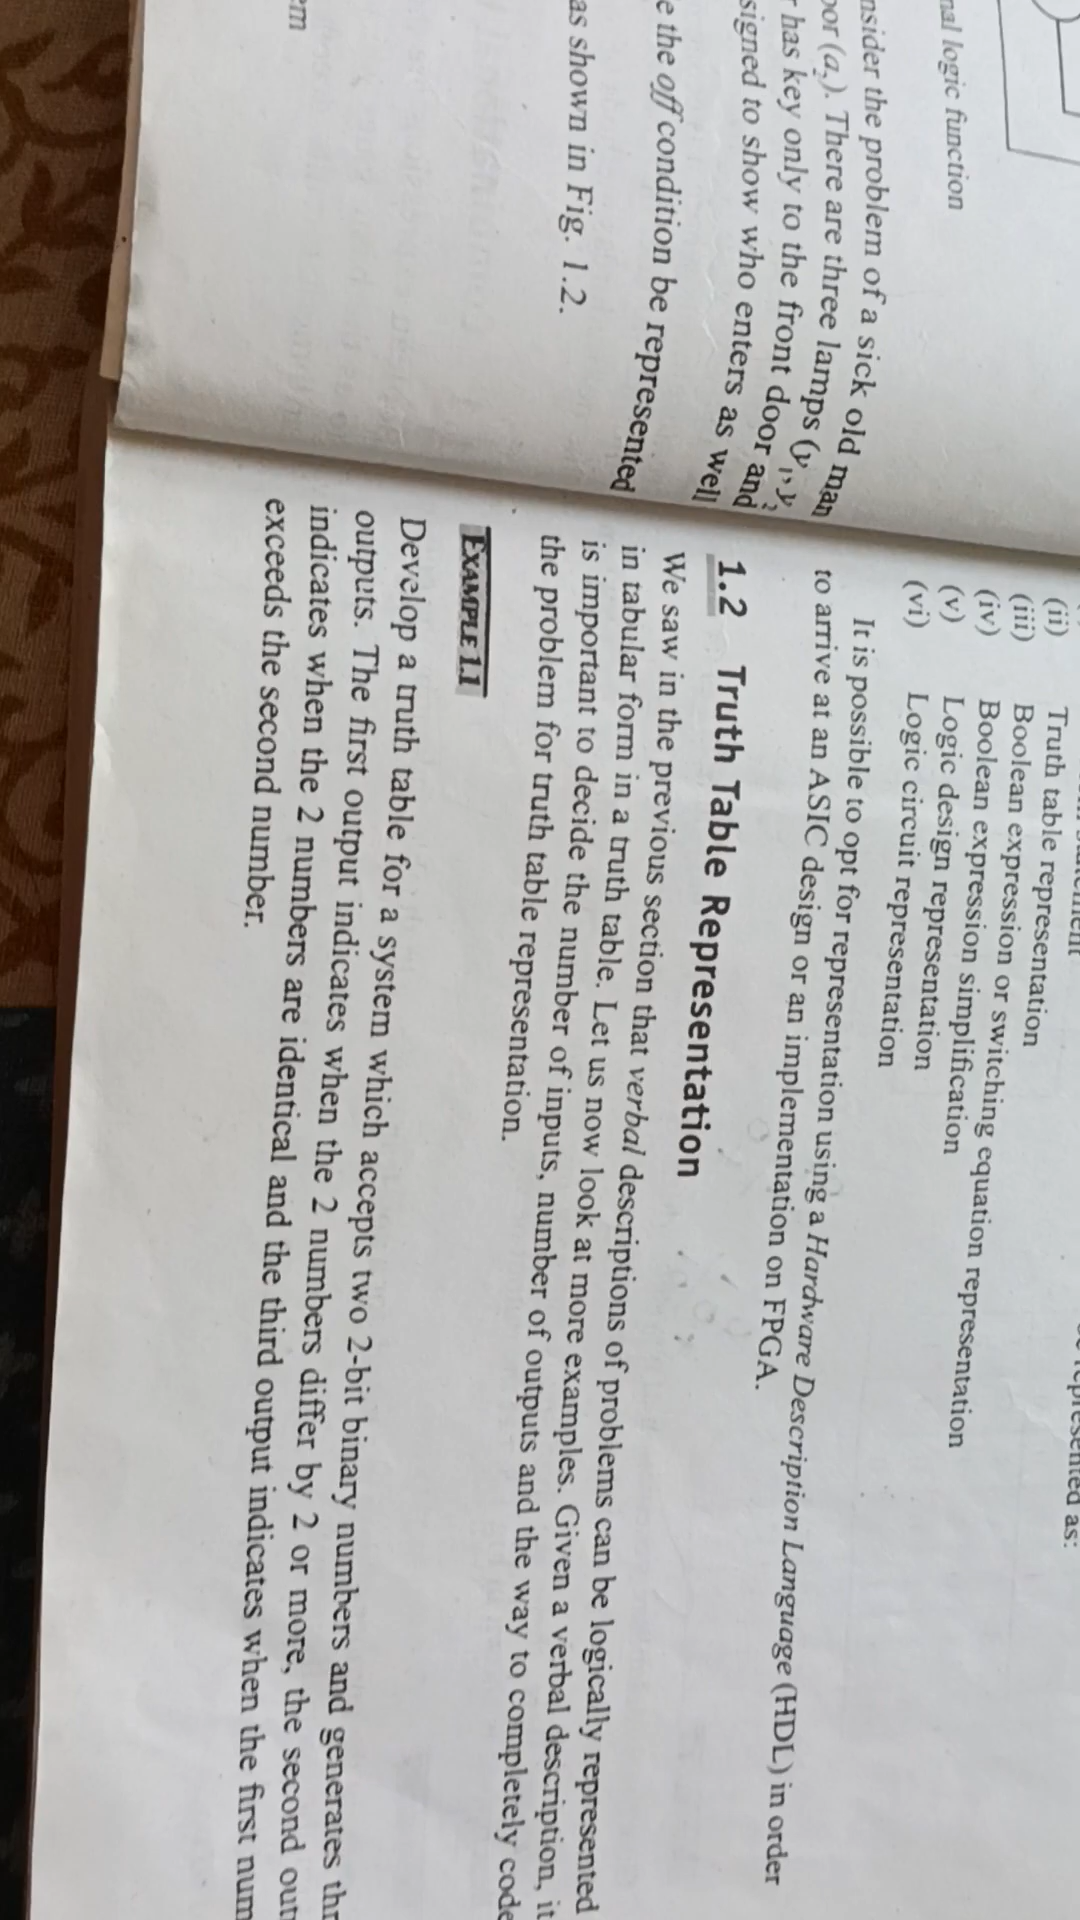 nal logic function
nsider the problem of a sick old man
There are three lamps
has key only to the front door and
signed to show who enters as well
the off condition be represented
as shown in Fig. 1.2.
em
represented as:
(ii) Truth table representation
(iii) Boolean expression or switching equation representation
(iv) Boolean expression simplification
(v) Logic design representation
(vi) Logic circuit representation
It is possible to opt for representation using a Hardware Description Language (HDL) in order
to arrive at an ASIC design or an implementation on FPGA.
1.2 Truth Table Representation
We saw in the previous section that verbal descriptions of problems can be logically represented
in tabular form in a truth table. Let us now look at more examples. Given a verbal description, it
is important to decide the number of inputs, number of outputs and the way to completely code
the problem for truth table representation.
EXAMPLE 1.1
Develop a truth table for a system which accepts two 2-bit binary numbers and generates thr
outputs. The first output indicates when the 2 numbers differ by 2 or more, the second out
indicates when the 2 numbers are identical and the third output indicates when the first num
exceeds the second number.